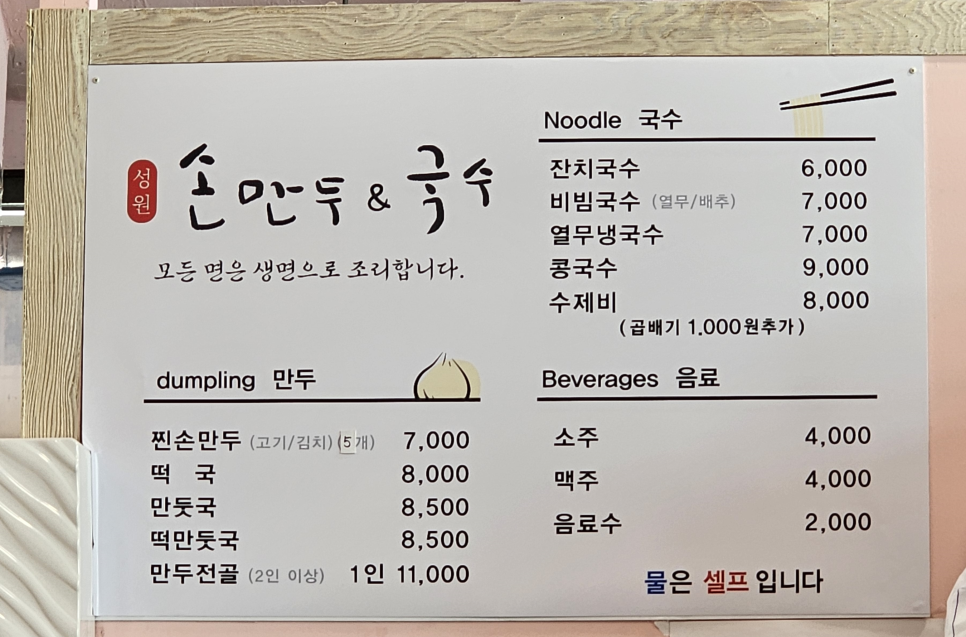 성원 손만두 & 국수
모든 면은 생면으로 조리합니다.
dumpling 만두
찐손만두 (고기/김치) (5개) 7,000
떡 국 8,000
만둣국 8,500
떡만둣국 8,500
만두전골 (2인 이상) 1인 11,000
Noodle 국수
잔치국수 6,000
비빔국수 (열무/배추) 7,000
열무냉국수 7,000
콩국수 9,000
수제비 8,000
(곱배기 1.000원추가)
Beverages 음료
소주 4,000
맥주 4,000
음료수 2,000
물은 셀프 입니다